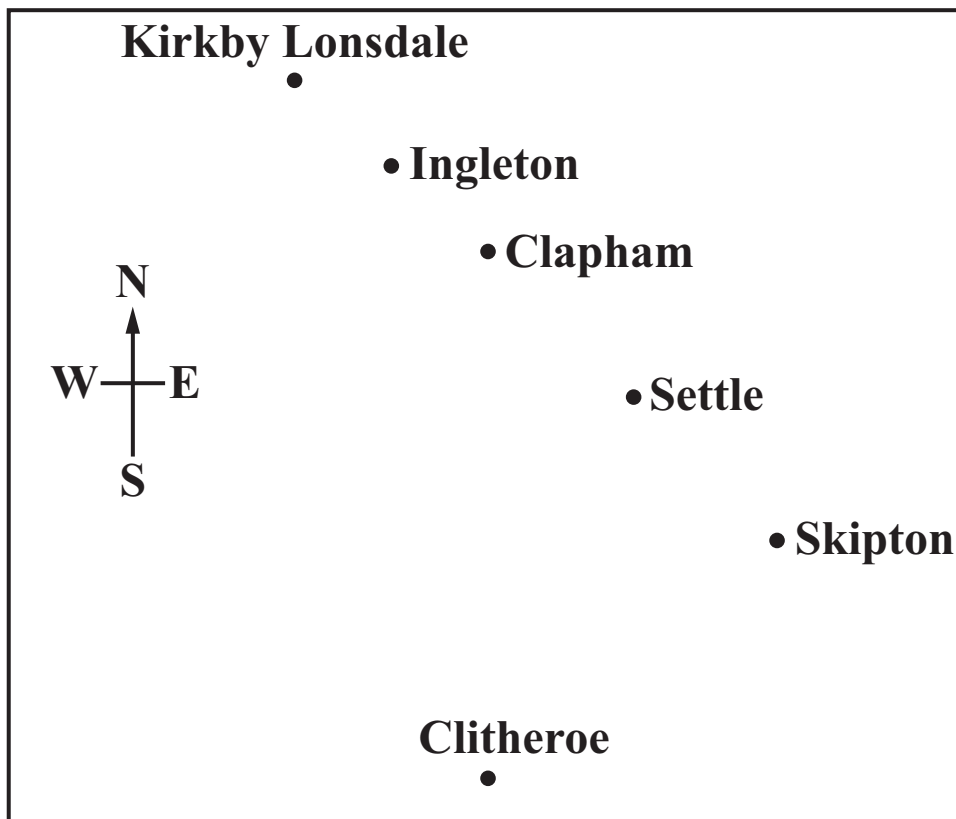 Kirkby Lonsdale
Ingleton
Clapham
N
W E
Settle
S
Skipton
Clitheroe